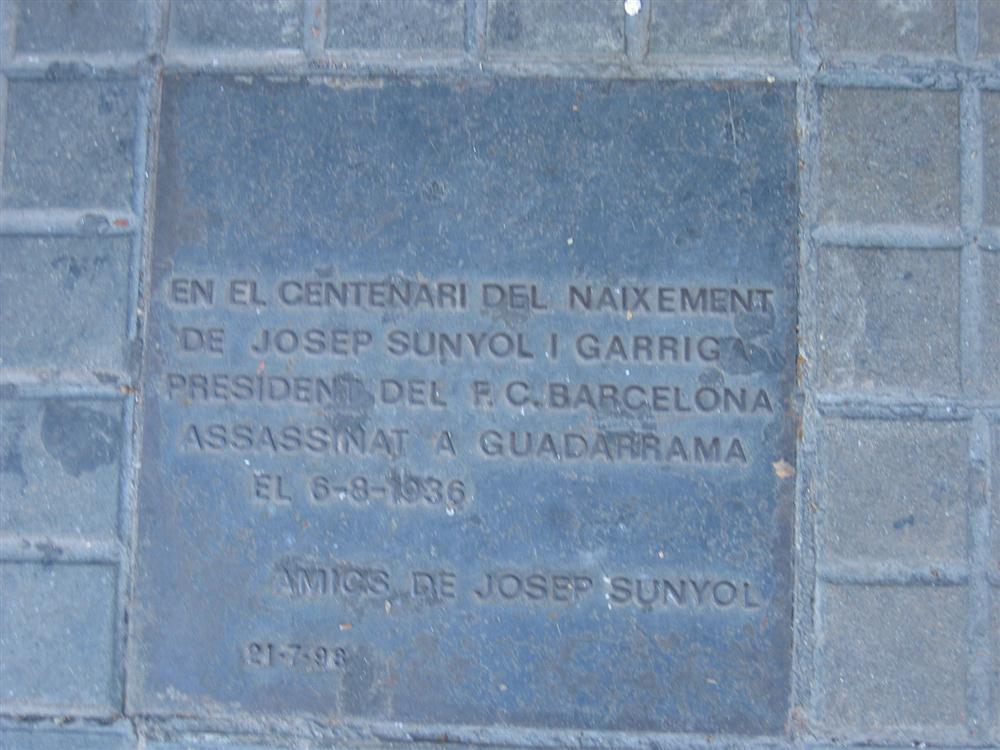 EN EL CENTENARI DEL NAIXEMENT
DE JOSEP SUNYOL I GARRIGA
PRESIDENT DEL F.C.BARCELONA
ASSASSINAT A GUADARRAMA
EL 6-8-1936
AMICS DE JOSEP SUNYOL
21-7-98